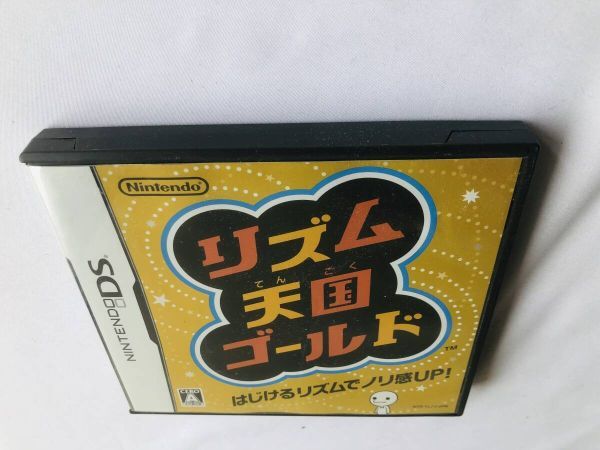 Nintendo
NINTENDO DS
リズム
てんごく
天国
ゴールド
TM
はじけるリズムでノリ感UP!
CERO
A